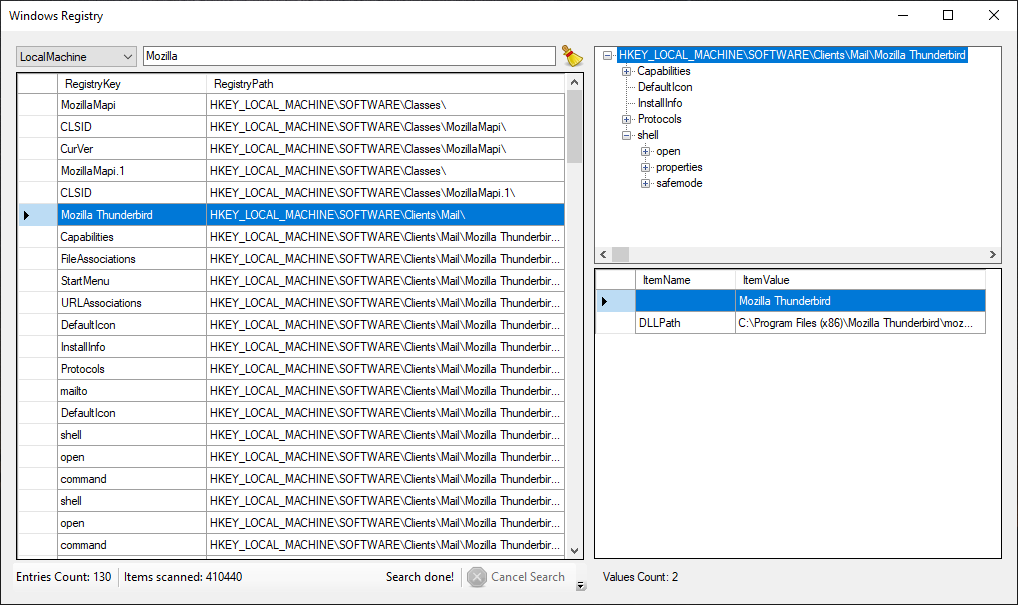 Windows Registry
LocalMachine
Mozilla
RegistryKey RegistryPath
MozillaMapi HKEY_LOCAL_MACHINE\SOFTWARE\Classes\
CLSID HKEY_LOCAL_MACHINE\SOFTWARE\Classes\MozillaMapi\
CurVer HKEY_LOCAL_MACHINE\SOFTWARE\Classes\MozillaMapi\
MozillaMapi.1 HKEY_LOCAL_MACHINE\SOFTWARE\Classes\
CLSID HKEY_LOCAL_MACHINE\SOFTWARE\Classes\MozillaMapi.1\
Mozilla Thunderbird HKEY_LOCAL_MACHINE\SOFTWARE\Clients\Mail\
Capabilities HKEY_LOCAL_MACHINE\SOFTWARE\Clients\Mail\Mozilla Thunderbir...
FileAssociations HKEY_LOCAL_MACHINE\SOFTWARE\Clients\Mail\Mozilla Thunderbir...
StartMenu HKEY_LOCAL_MACHINE\SOFTWARE\Clients\Mail\Mozilla Thunderbir...
URLAssociations HKEY_LOCAL_MACHINE\SOFTWARE\Clients\Mail\Mozilla Thunderbir...
DefaultIcon HKEY_LOCAL_MACHINE\SOFTWARE\Clients\Mail\Mozilla Thunderbir...
InstallInfo HKEY_LOCAL_MACHINE\SOFTWARE\Clients\Mail\Mozilla Thunderbir...
Protocols HKEY_LOCAL_MACHINE\SOFTWARE\Clients\Mail\Mozilla Thunderbir...
mailto HKEY_LOCAL_MACHINE\SOFTWARE\Clients\Mail\Mozilla Thunderbir...
DefaultIcon HKEY_LOCAL_MACHINE\SOFTWARE\Clients\Mail\Mozilla Thunderbir...
shell HKEY_LOCAL_MACHINE\SOFTWARE\Clients\Mail\Mozilla Thunderbir...
open HKEY_LOCAL_MACHINE\SOFTWARE\Clients\Mail\Mozilla Thunderbir...
command HKEY_LOCAL_MACHINE\SOFTWARE\Clients\Mail\Mozilla Thunderbir...
shell HKEY_LOCAL_MACHINE\SOFTWARE\Clients\Mail\Mozilla Thunderbir...
open HKEY_LOCAL_MACHINE\SOFTWARE\Clients\Mail\Mozilla Thunderbir...
command HKEY_LOCAL_MACHINE\SOFTWARE\Clients\Mail\Mozilla Thunderbir...
Entries Count: 130 Items scanned: 410440 Search done! Cancel Search
HKEY_LOCAL_MACHINE\SOFTWARE\Clients\Mail\Mozilla Thunderbird
Capabilities
DefaultIcon
InstallInfo
Protocols
shell
open
properties
safemode
ItemName ItemValue
Mozilla Thunderbird
DLLPath C:\Program Files (x86)\Mozilla Thunderbird\moz...
Values Count: 2